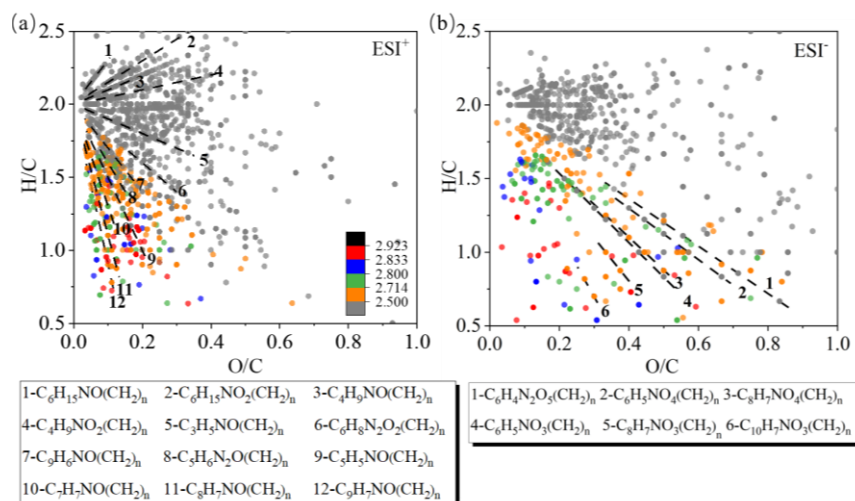 (a)
ESI⁺
H/C
2.5
2.0
1.5
1.0
0.5
1
2
3
4
5
6
7
8
9
10
11
12
2.923
2.833
2.800
2.714
2.500
0.0 0.2 0.4 0.6 0.8 1.0
O/C
(b)
ESI⁻
H/C
2.5
2.0
1.5
1.0
0.5
1
2
3
4
5
6
0.0 0.2 0.4 0.6 0.8 1.0
O/C
1-C₆H₁₅NO(CH₂)ₙ 2-C₆H₁₅NO₂(CH₂)ₙ 3-C₄H₉NO(CH₂)ₙ
4-C₄H₉NO₂(CH₂)ₙ 5-C₃H₅NO(CH₂)ₙ 6-C₆H₈N₂O₂(CH₂)ₙ
7-C₉H₆NO(CH₂)ₙ 8-C₅H₆N₂O(CH₂)ₙ 9-C₅H₅NO(CH₂)ₙ
10-C₇H₇NO(CH₂)ₙ 11-C₈H₇NO(CH₂)ₙ 12-C₉H₇NO(CH₂)ₙ
1-C₆H₄N₂O₅(CH₂)ₙ 2-C₆H₅NO₄(CH₂)ₙ 3-C₈H₇NO₄(CH₂)ₙ
4-C₆H₅NO₃(CH₂)ₙ 5-C₈H₇NO₃(CH₂)ₙ 6-C₁₀H₇NO₃(CH₂)ₙ